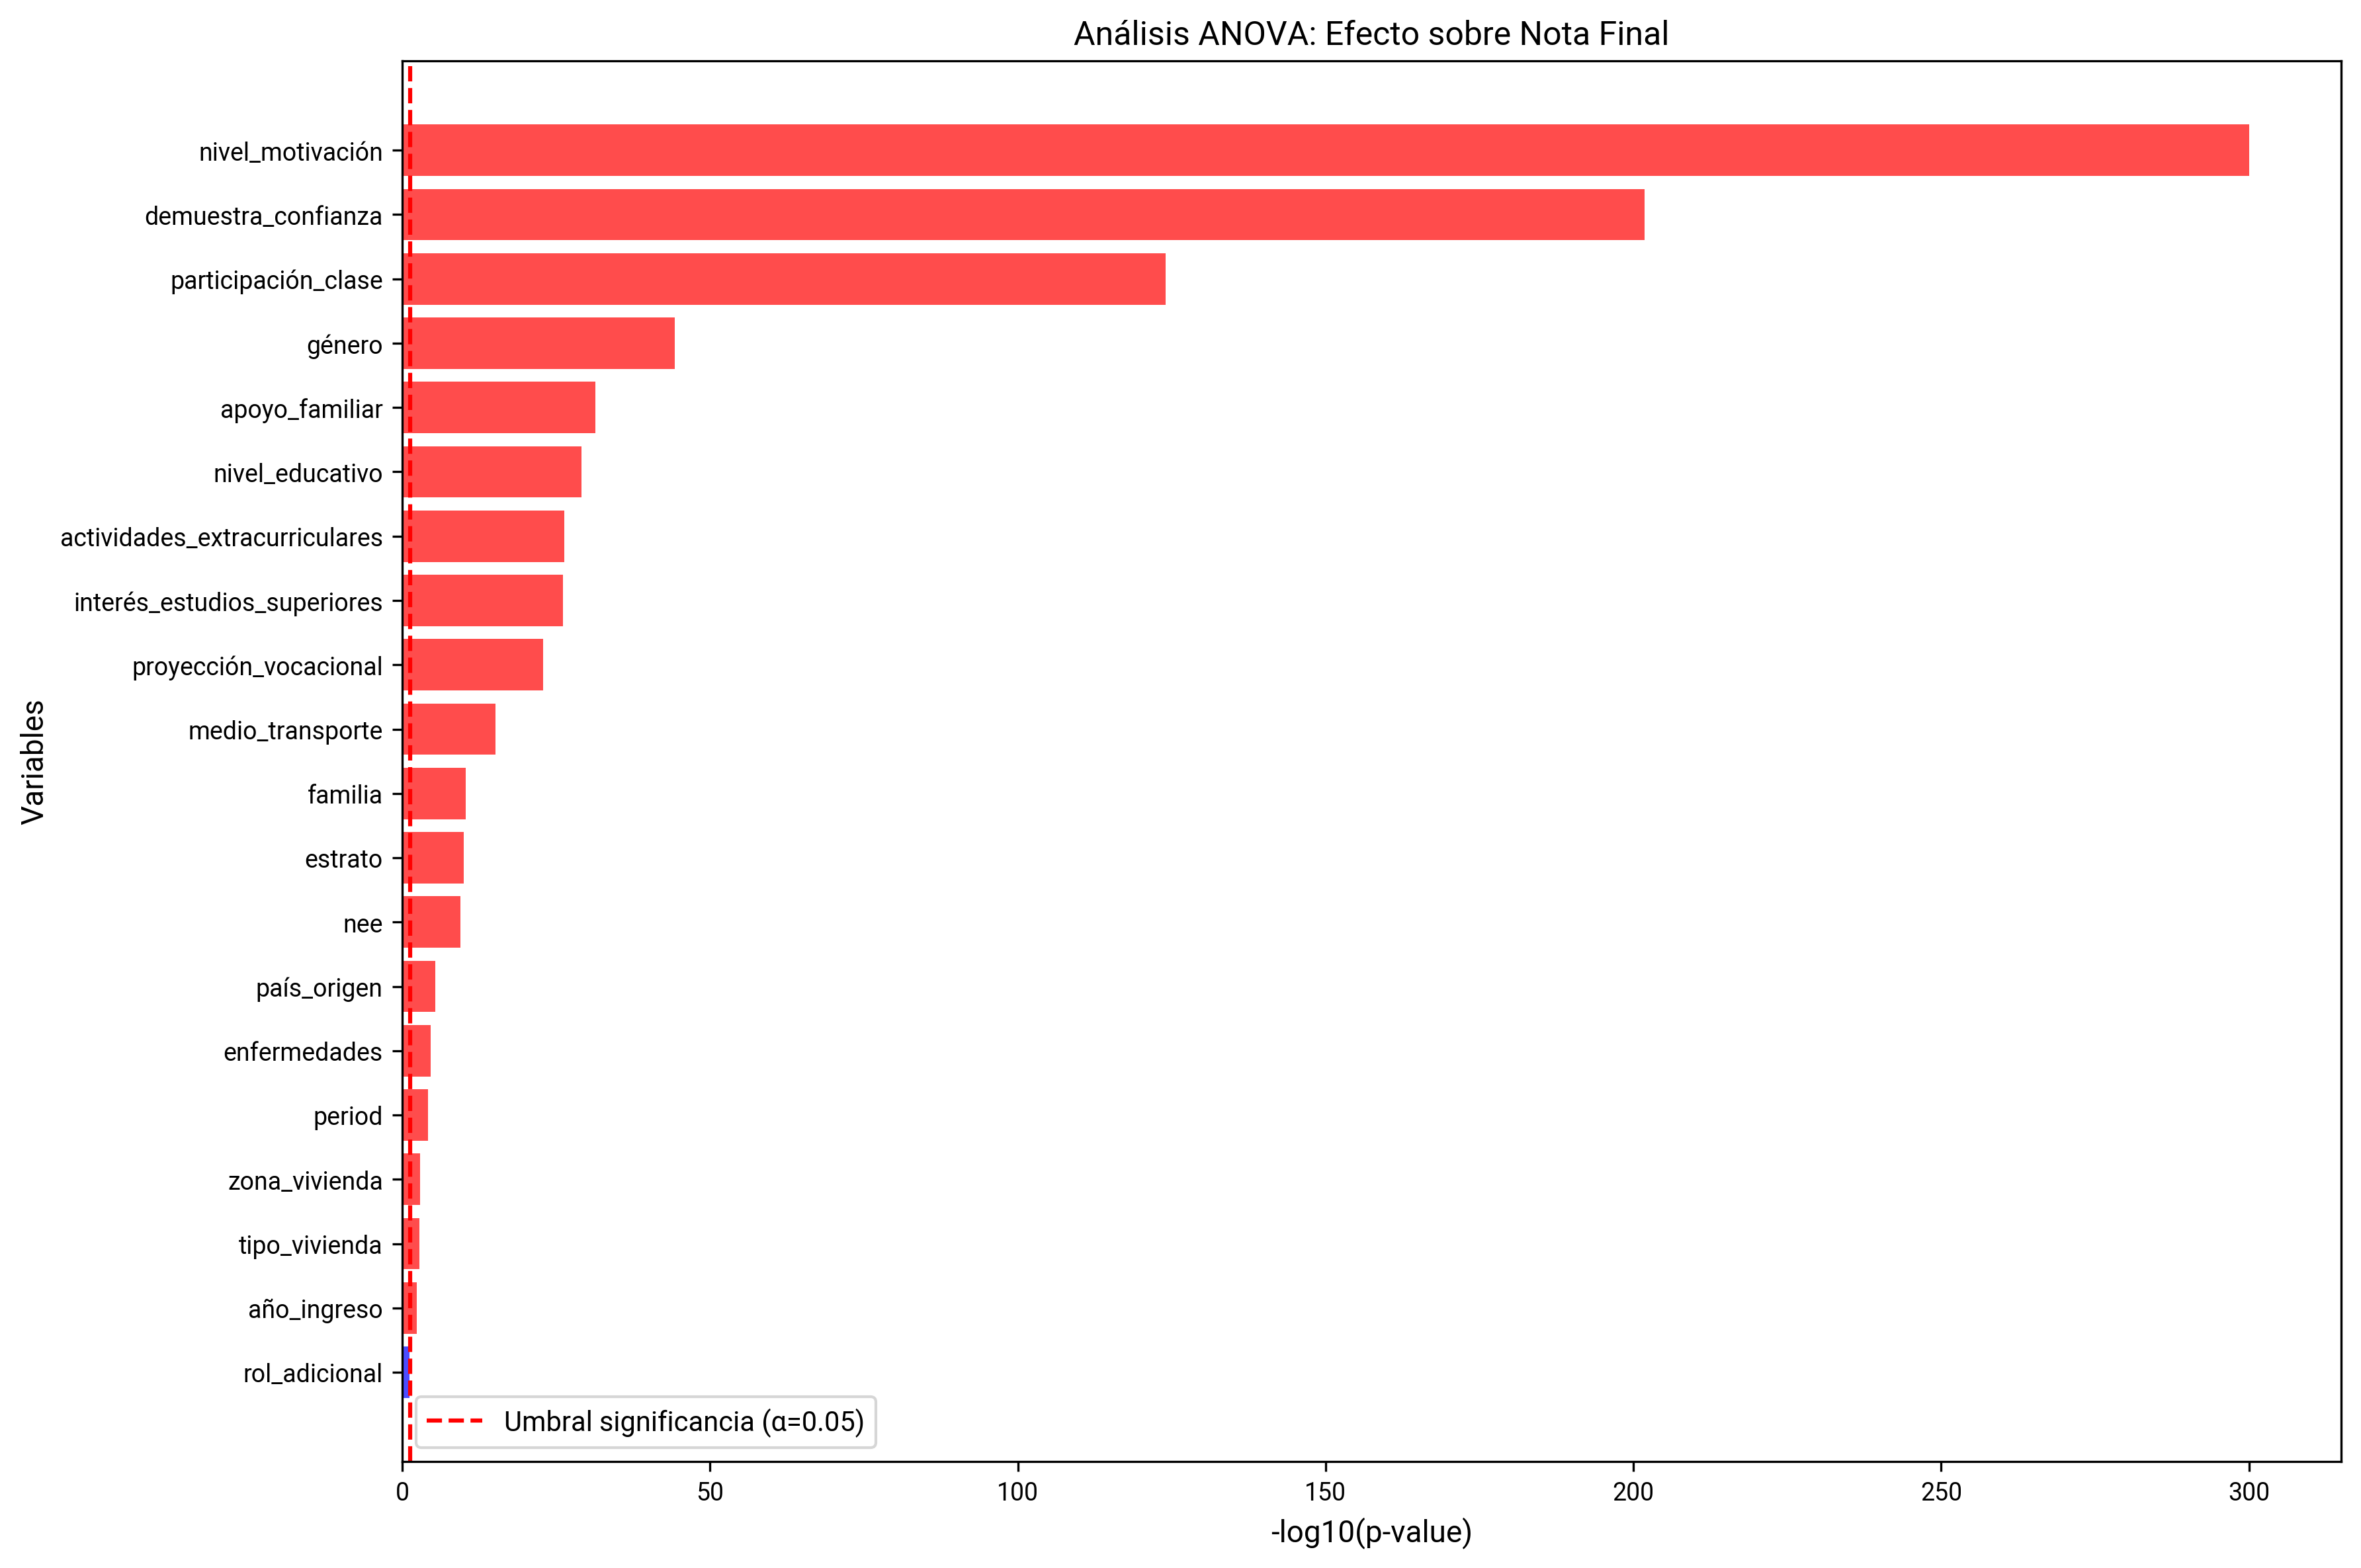 Análisis ANOVA: Efecto sobre Nota Final
nivel_motivación
demuestra_confianza
participación_clase
género
apoyo_familiar
nivel_educativo
actividades_extracurriculares
interés_estudios_superiores
proyección_vocacional
medio_transporte
familia
estrato
nee
país_origen
enfermedades
period
zona_vivienda
tipo_vivienda
año_ingreso
rol_adicional
Variables
Umbral significancia (α=0.05)
0 50 100 150 200 250 300
-log10(p-value)